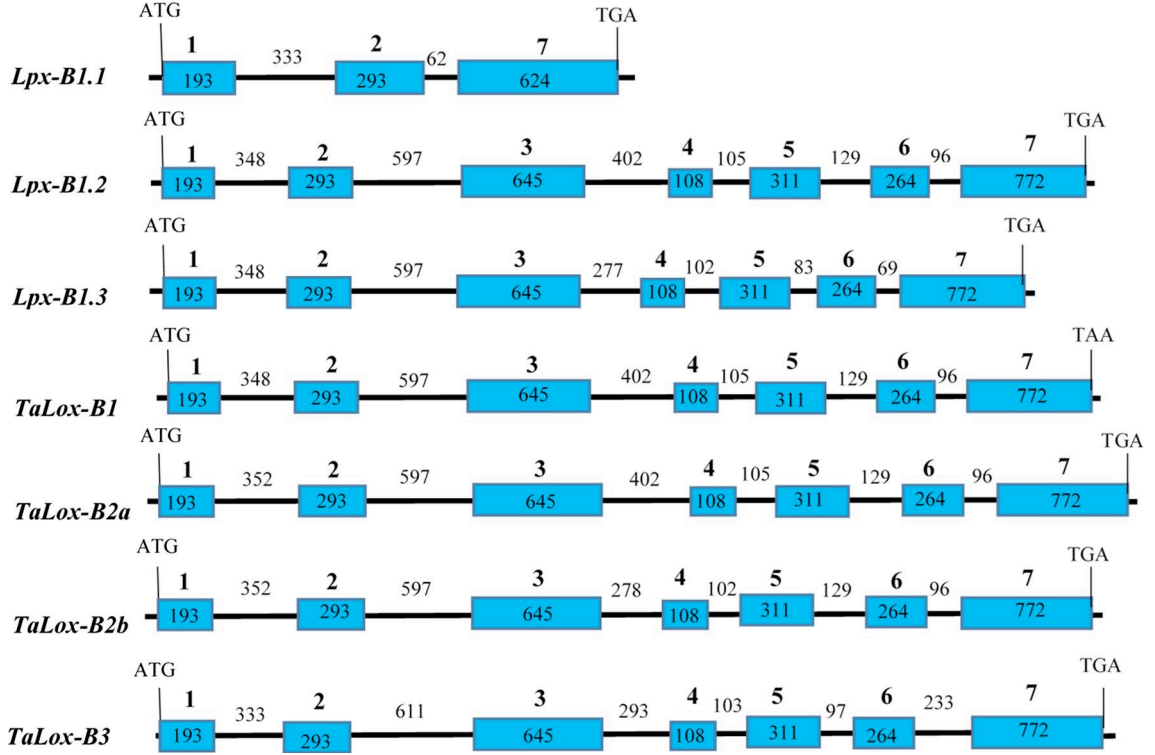 ATG TGA
1 333 2 62 7
Lpx-B1.1 193 293 624
ATG TGA
1 348 2 597 3 402 4 105 5 129 6 96 7
Lpx-B1.2 193 293 645 108 311 264 772
ATG TGA
1 348 2 597 3 277 4 102 5 83 6 69 7
Lpx-B1.3 193 293 645 108 311 264 772
ATG TAA
1 348 2 597 3 402 4 105 5 129 6 96 7
TaLox-B1 193 293 645 108 311 264 772
ATG TGA
1 352 2 597 3 402 4 105 5 129 6 96 7
TaLox-B2a 193 293 645 108 311 264 772
ATG TGA
1 352 2 597 3 278 4 102 5 129 6 96 7
TaLox-B2b 193 293 645 108 311 264 772
ATG TGA
1 333 2 611 3 293 4 103 5 97 6 233 7
TaLox-B3 193 293 645 108 311 264 772